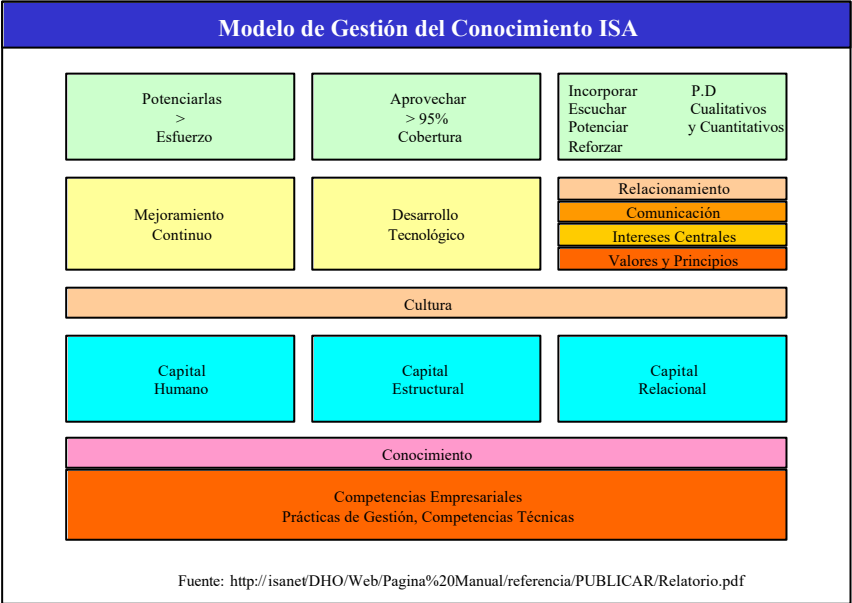 Modelo de Gestión del Conocimiento ISA
Potenciarlas
>
Esfuerzo
Aprovechar
> 95%
Cobertura
Incorporar P.D
Escuchar Cualitativos
Potenciar y Cuantitativos
Reforzar
Mejoramiento
Continuo
Desarrollo
Tecnológico
Relacionamiento
Comunicación
Intereses Centrales
Valores y Principios
Cultura
Capital
Humano
Capital
Estructural
Capital
Relacional
Conocimiento
Competencias Empresariales
Prácticas de Gestión, Competencias Técnicas
Fuente: http://isanet/DHO/Web/Pagina%20Manual/referencia/PUBLICAR/Relatorio.pdf